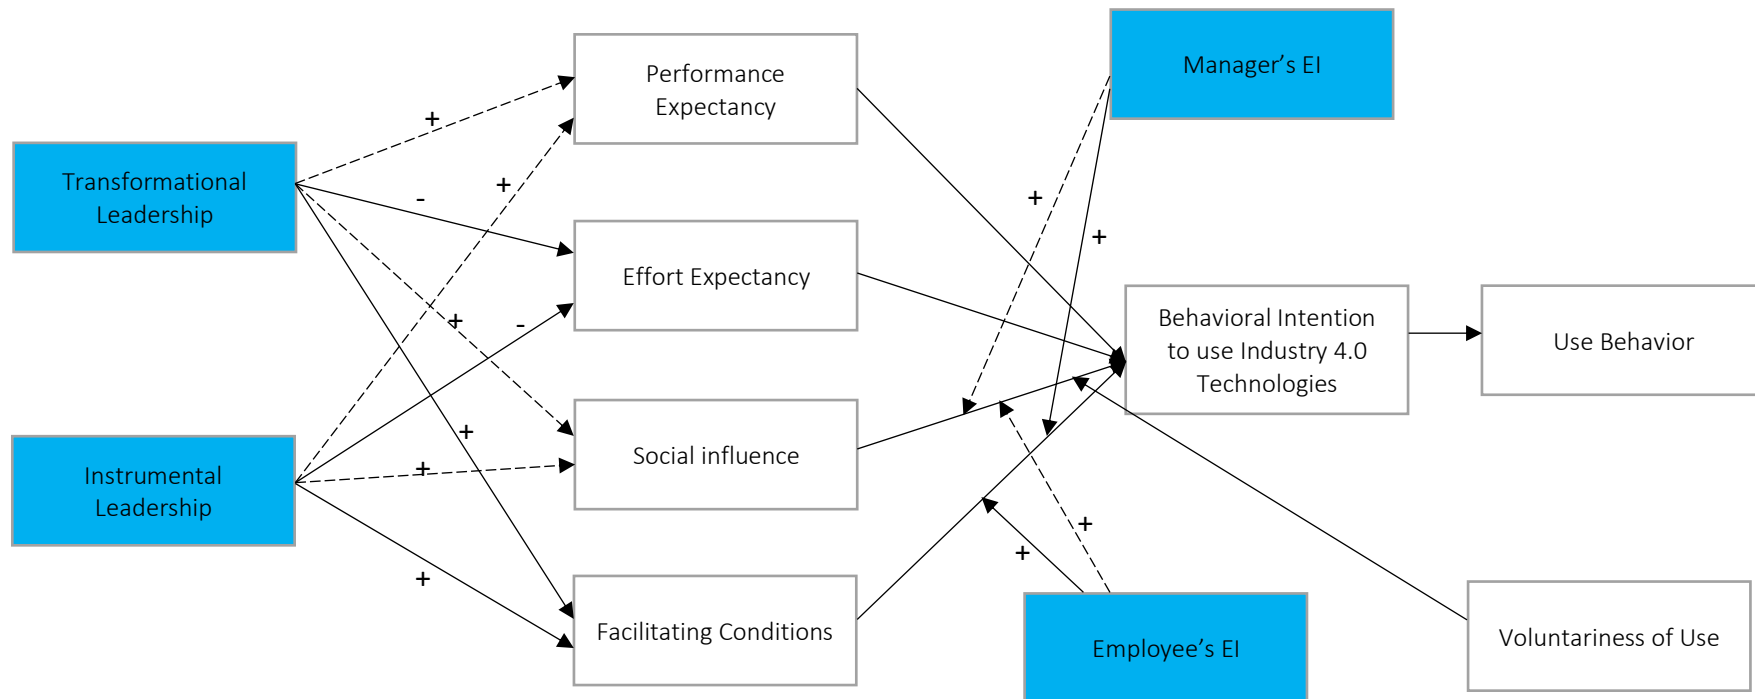 Performance
Expectancy
Manager's EI
+
+
Transformational
Leadership
+
-
+
Effort Expectancy
+
-
Behavioral Intention
to use Industry 4.0
Technologies
Use Behavior
+
+
Social influence
Instrumental
Leadership
+
+
+
+
Facilitating Conditions
Employee's EI
Voluntariness of Use